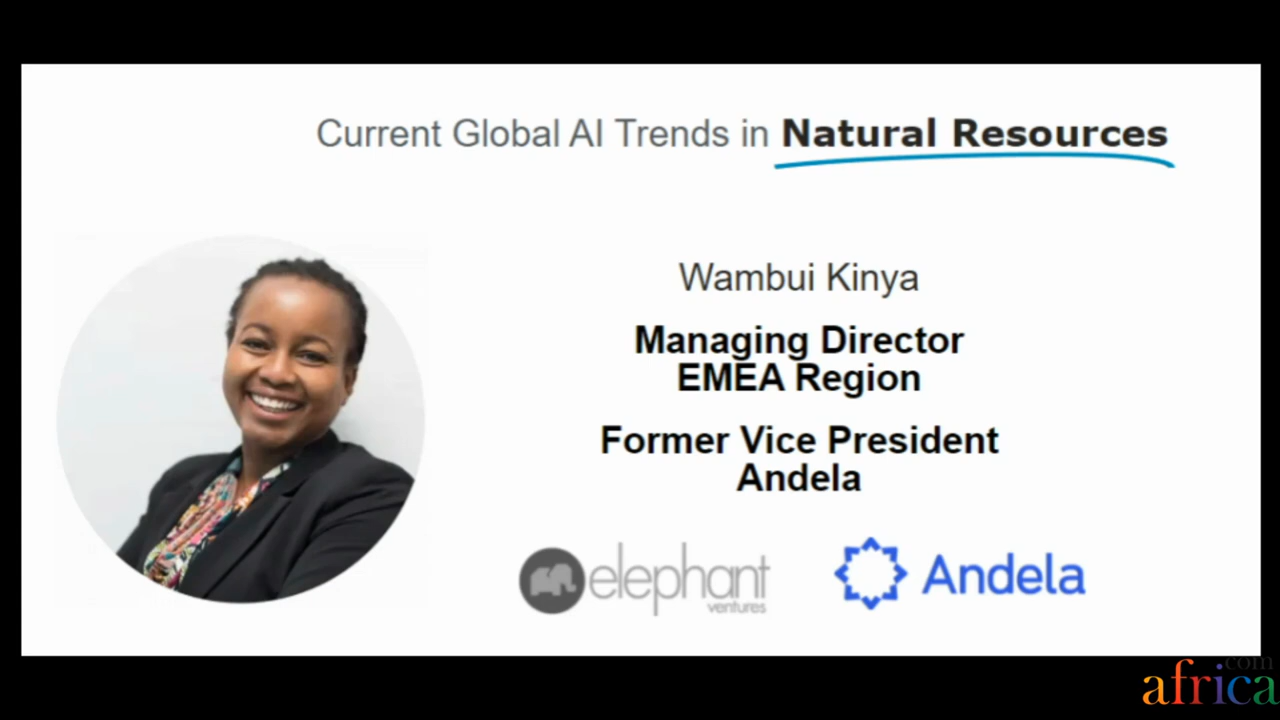 Current Global AI Trends in Natural Resources
Wambui Kinya
Managing Director
EMEA Region
Former Vice President
Andela
elephant
ventures
Andela
.com
africa